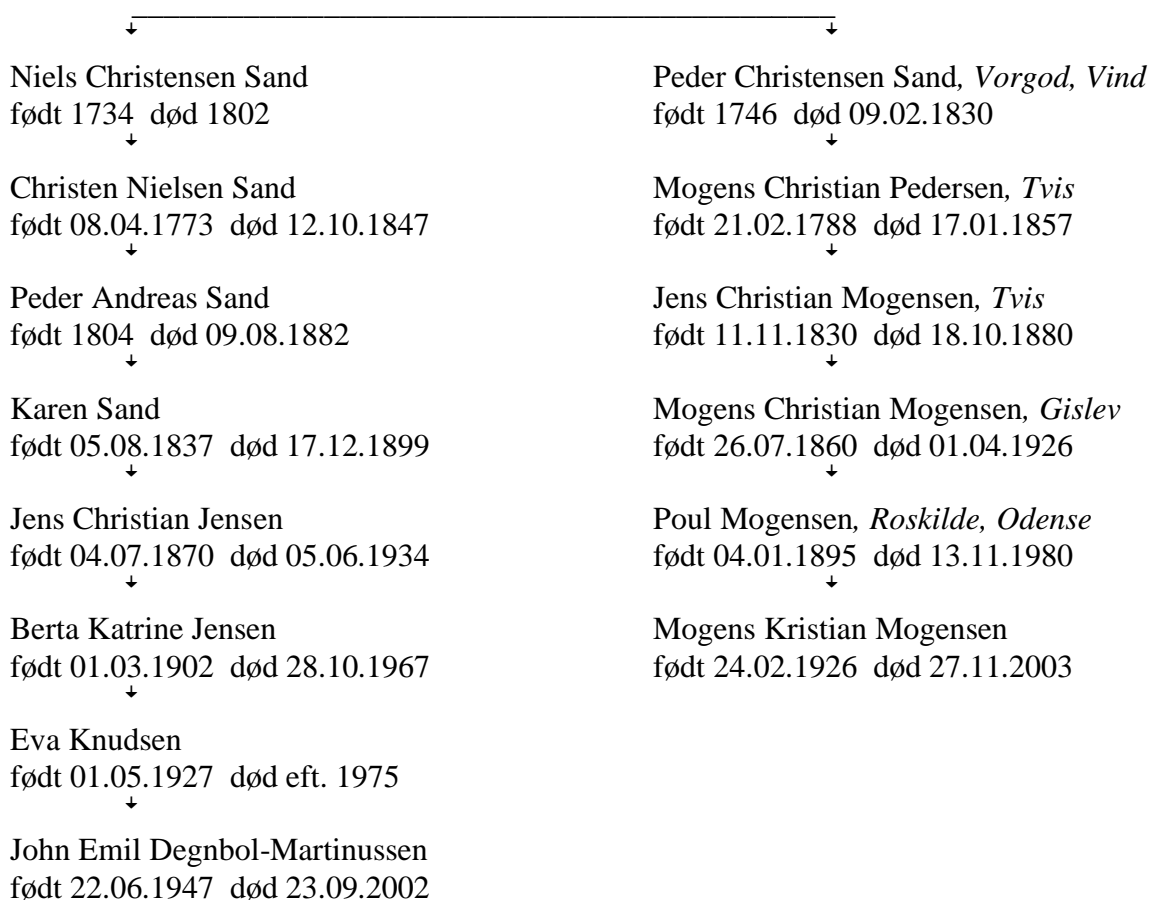 Niels Christensen Sand
født 1734 død 1802
Christen Nielsen Sand
født 08.04.1773 død 12.10.1847
Peder Andreas Sand
født 1804 død 09.08.1882
Karen Sand
født 05.08.1837 død 17.12.1899
Jens Christian Jensen
født 04.07.1870 død 05.06.1934
Berta Katrine Jensen
født 01.03.1902 død 28.10.1967
Eva Knudsen
født 01.05.1927 død eft. 1975
John Emil Degnbol-Martinussen
født 22.06.1947 død 23.09.2002
Peder Christensen Sand, Vorgod, Vind
født 1746 død 09.02.1830
Mogens Christian Pedersen, Tvis
født 21.02.1788 død 17.01.1857
Jens Christian Mogensen, Tvis
født 11.11.1830 død 18.10.1880
Mogens Christian Mogensen, Gislev
født 26.07.1860 død 01.04.1926
Poul Mogensen, Roskilde, Odense
født 04.01.1895 død 13.11.1980
Mogens Kristian Mogensen
født 24.02.1926 død 27.11.2003